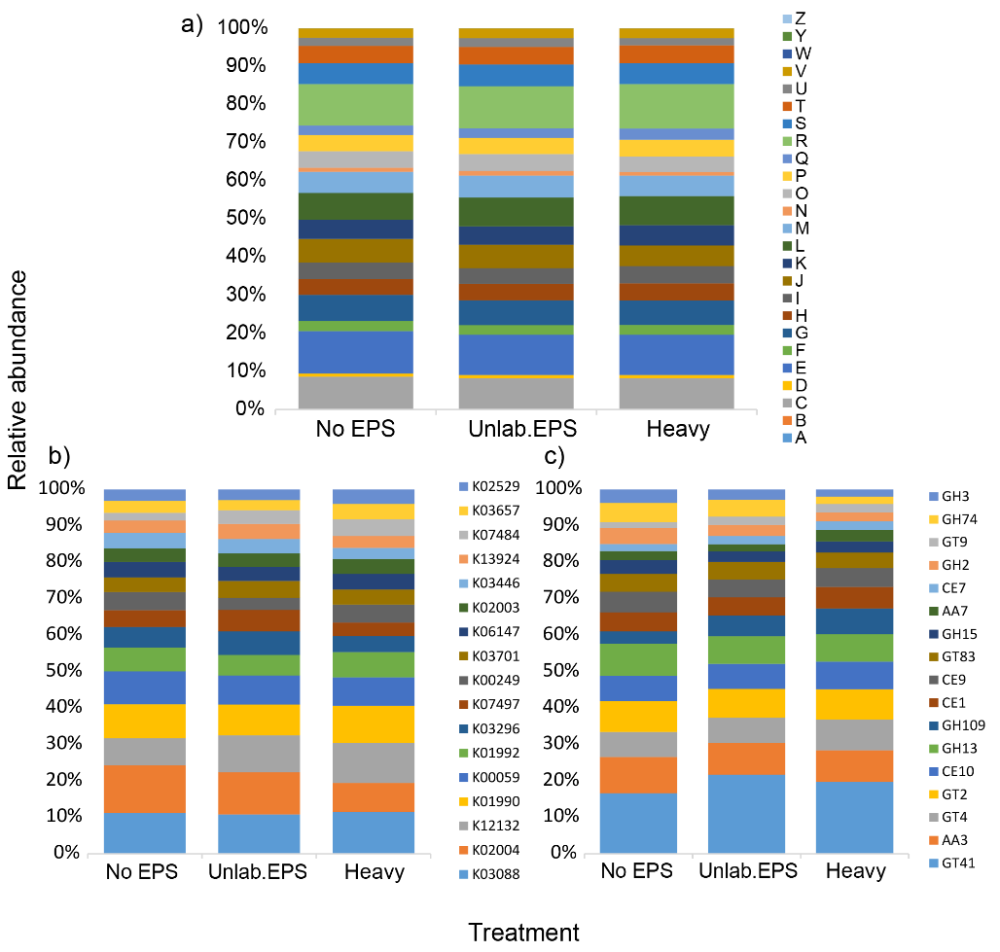 a)
100%
90%
80%
70%
60%
50%
40%
30%
20%
10%
0%
No EPS
Unlab.EPS
Heavy
Z
Y
W
V
U
T
S
R
Q
P
O
N
M
L
K
J
I
H
G
F
E
D
C
B
A
Relative abundance
b)
100%
90%
80%
70%
60%
50%
40%
30%
20%
10%
0%
No EPS
Unlab.EPS
Heavy
K02529
K03657
K07484
K13924
K03446
K02003
K06147
K03701
K00249
K07497
K03296
K01992
K00059
K01990
K12132
K02004
K03088
c)
100%
90%
80%
70%
60%
50%
40%
30%
20%
10%
0%
No EPS
Unlab.EPS
Heavy
GH3
GH74
GT9
GH2
CE7
AA7
GH15
GT83
CE9
CE1
GH109
GH13
CE10
GT2
GT4
AA3
GT41
Treatment